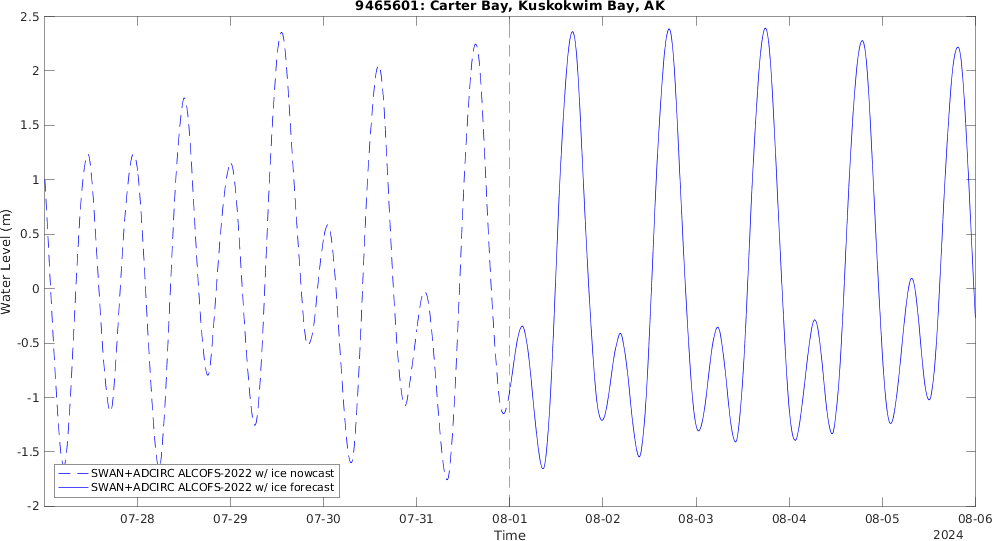 9465601: Carter Bay, Kuskokwim Bay, AK
2.5
2
1.5
1
0.5
0
-0.5
-1
-1.5
-2
Water Level (m)
SWAN+ADCIRC ALCOFS-2022 w/ ice nowcast
SWAN+ADCIRC ALCOFS-2022 w/ ice forecast
07-28 07-29 07-30 07-31 08-01 08-02 08-03 08-04 08-05 08-06
Time
2024